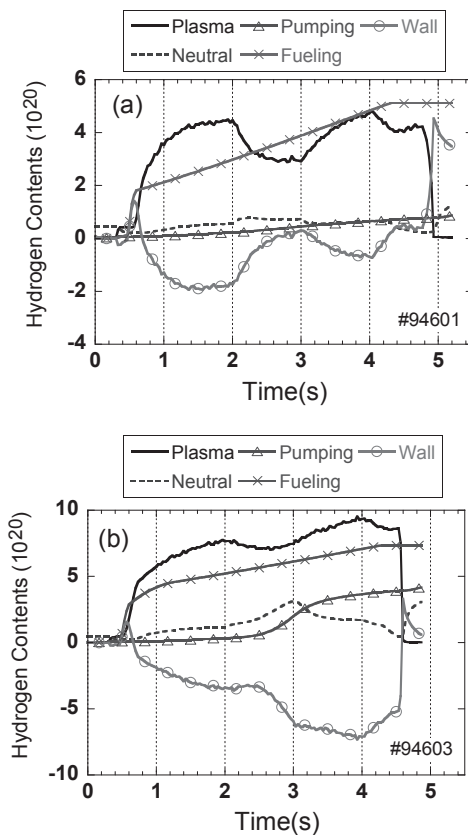 Plasma Pumping Wall
Neutral Fueling
(a)
Hydrogen Contents (10²⁰)
6
4
2
0
-2
-4
#94601
0 1 2 3 4 5
Time(s)
Plasma Pumping Wall
Neutral Fueling
(b)
Hydrogen Contents (10²⁰)
10
5
0
-5
-10
#94603
0 1 2 3 4 5
Time(s)